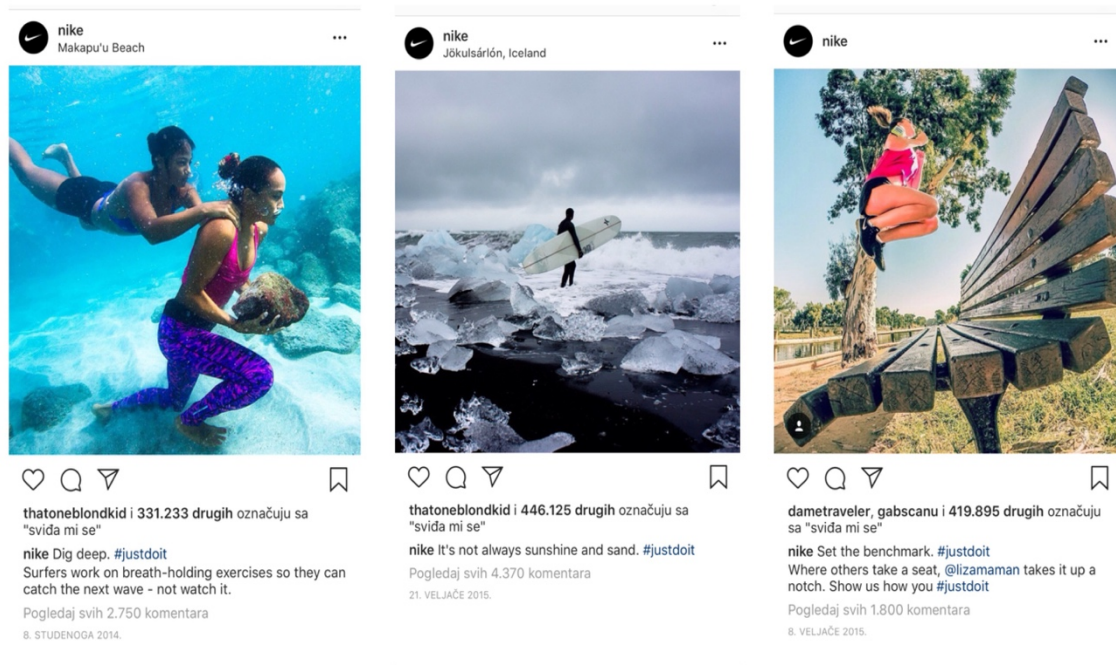 nike
Makapu'u Beach
thatoneblondkid i 331.233 drugih označuju sa
"sviđa mi se"
nike Dig deep. #justdoit
Surfers work on breath-holding exercises so they can
catch the next wave - not watch it.
Pogledaj svih 2.750 komentara
8. STUDENOGA 2014.
nike
Jökulsárlón, Iceland
thatoneblondkid i 446.125 drugih označuju sa
"sviđa mi se"
nike It's not always sunshine and sand. #justdoit
Pogledaj svih 4.370 komentara
21. VELJAČE 2015.
nike
dametraveler, gabscanu i 419.895 drugih označuju
sa "sviđa mi se"
nike Set the benchmark. #justdoit
Where others take a seat, @lizamaman takes it up a
notch. Show us how you #justdoit
Pogledaj svih 1.800 komentara
8. VELJAČE 2015.